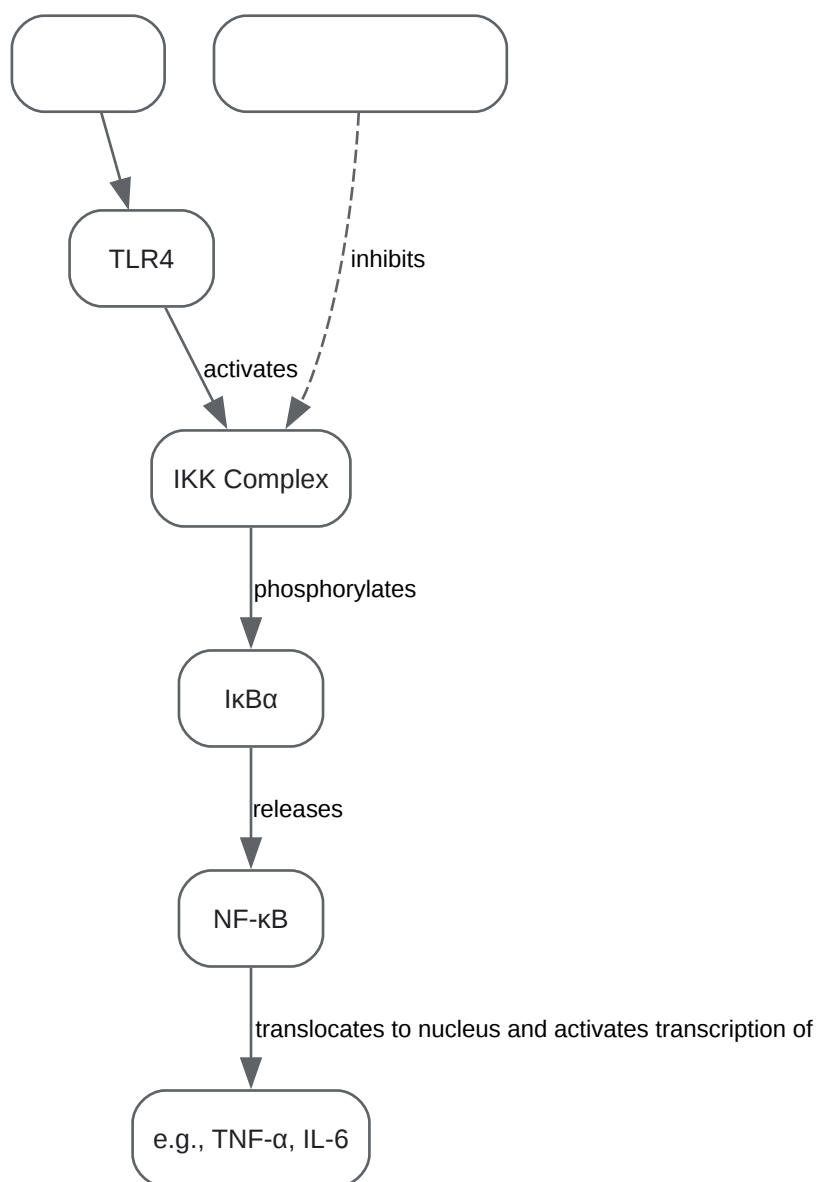 TLR4
inhibits
activates
IKK Complex
phosphorylates
IκBα
releases
NF-κB
translocates to nucleus and activates transcription of
e.g., TNF-α, IL-6